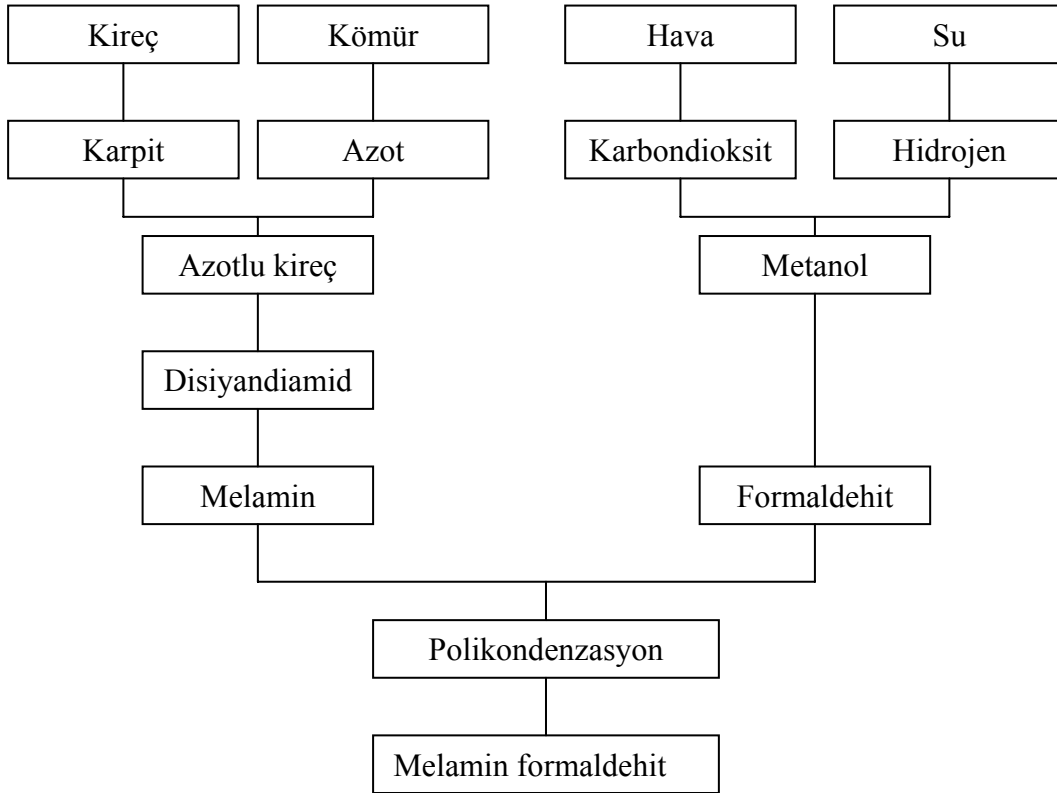 Kireç
Kömür
Hava
Su
Karpit
Azot
Karbondioksit
Hidrojen
Azotlu kireç
Metanol
Disiyandiamid
Melamin
Formaldehit
Polikondenzasyon
Melamin formaldehit